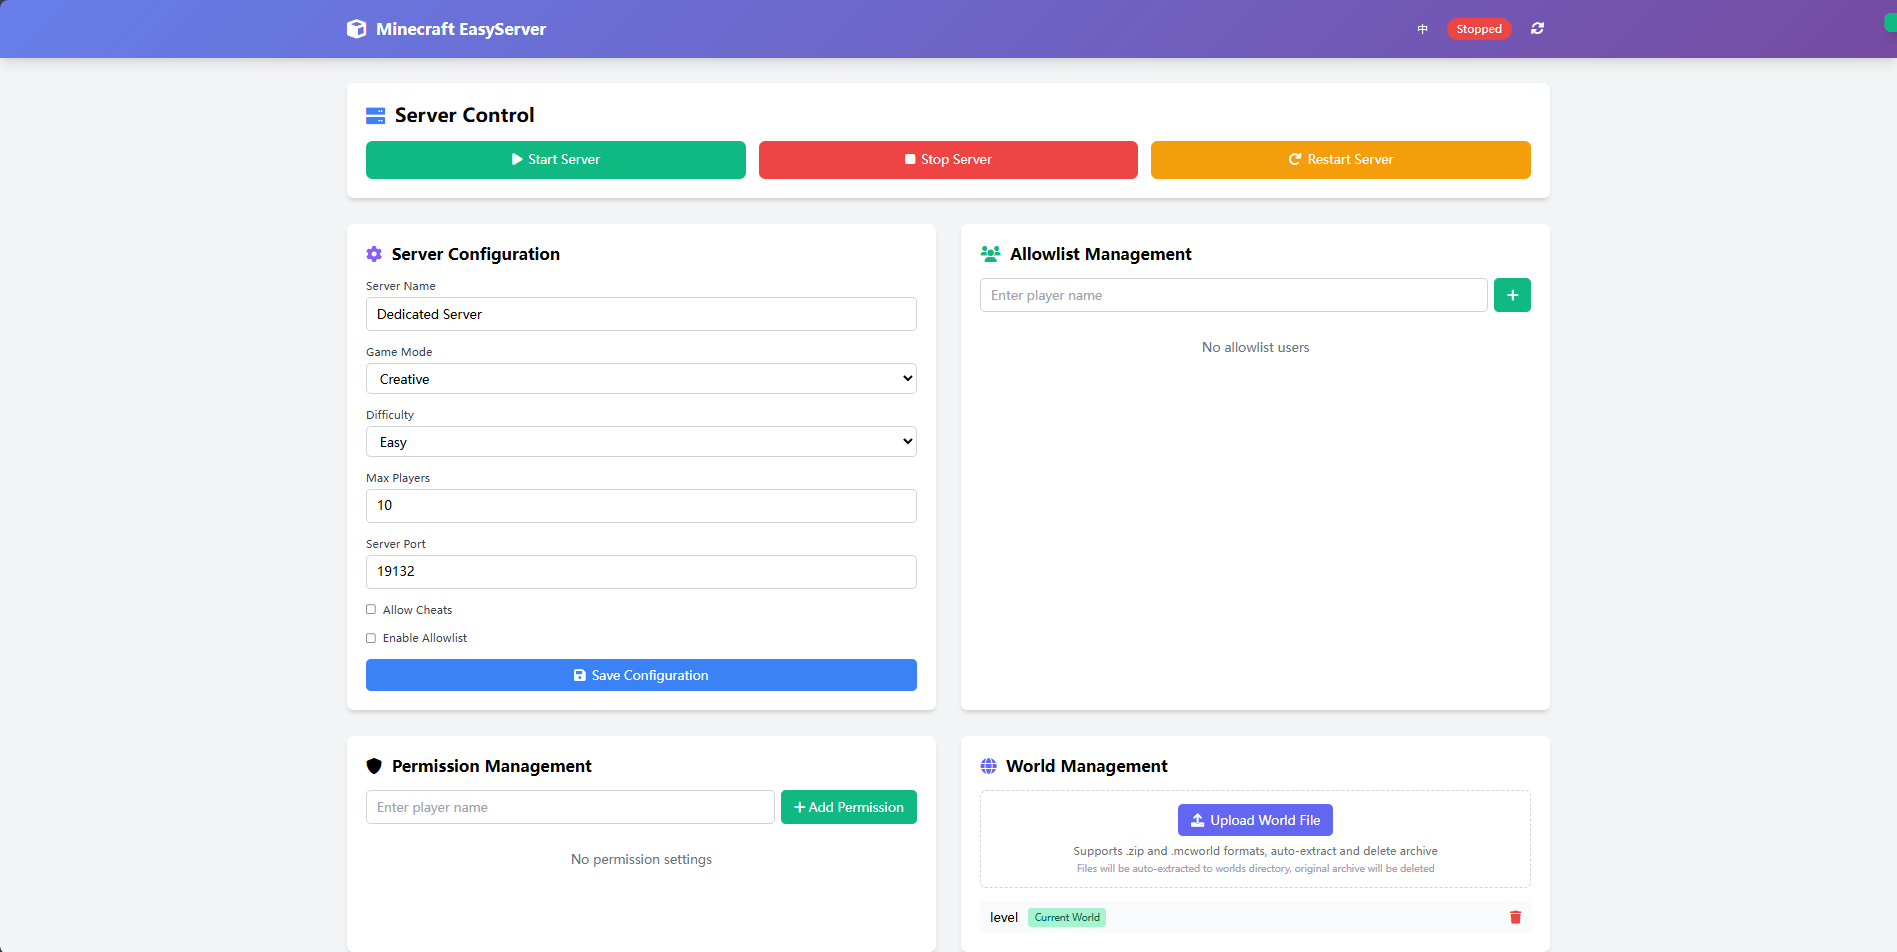 Minecraft EasyServer
中
Stopped
Server Control
Start Server
Stop Server
Restart Server
Server Configuration
Server Name
Dedicated Server
Game Mode
Creative
Difficulty
Easy
Max Players
10
Server Port
19132
Allow Cheats
Enable Allowlist
Save Configuration
Allowlist Management
Enter player name
No allowlist users
Permission Management
Enter player name
Add Permission
No permission settings
World Management
Upload World File
Supports .zip and .mcworld formats, auto-extract and delete archive
Files will be auto-extracted to worlds directory, original archive will be deleted
level
Current World